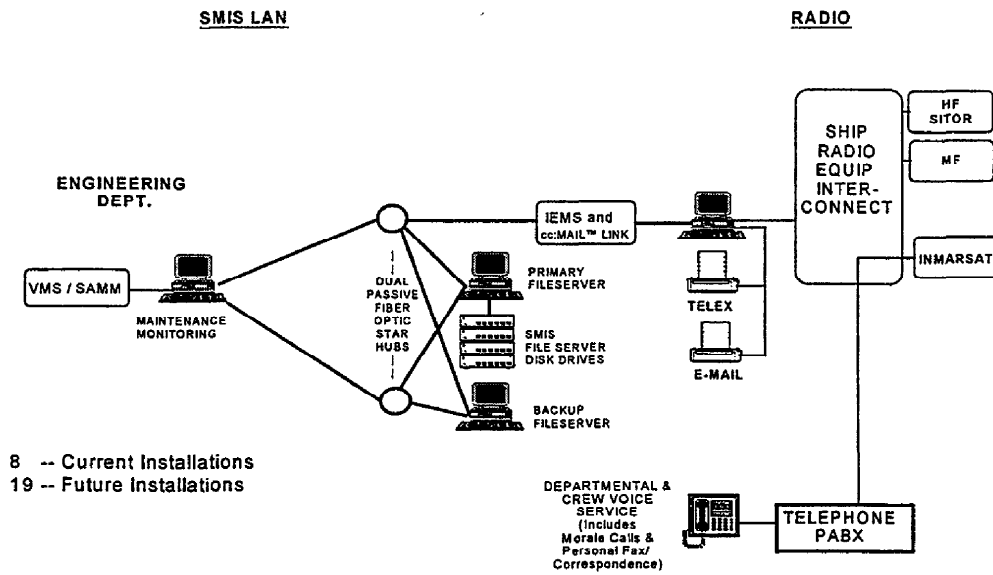 SMIS LAN
RADIO
ENGINEERING
DEPT.
VMS / SAMM
MAINTENANCE
MONITORING
DUAL
PASSIVE
FIBER
OPTIC
STAR
HUBS
PRIMARY
FILESERVER
SMIS
FILE SERVER
DISK DRIVES
BACKUP
FILESERVER
IEMS and
cc:MAIL™ LINK
TELEX
E-MAIL
SHIP
RADIO
EQUIP
INTER-
CONNECT
HF
SITOR
MF
INMARSAT
8 -- Current Installations
19 -- Future Installations
DEPARTMENTAL &
CREW VOICE
SERVICE
(Includes
Morale Calls &
Personal Fax/
Correspondence)
TELEPHONE
PABX